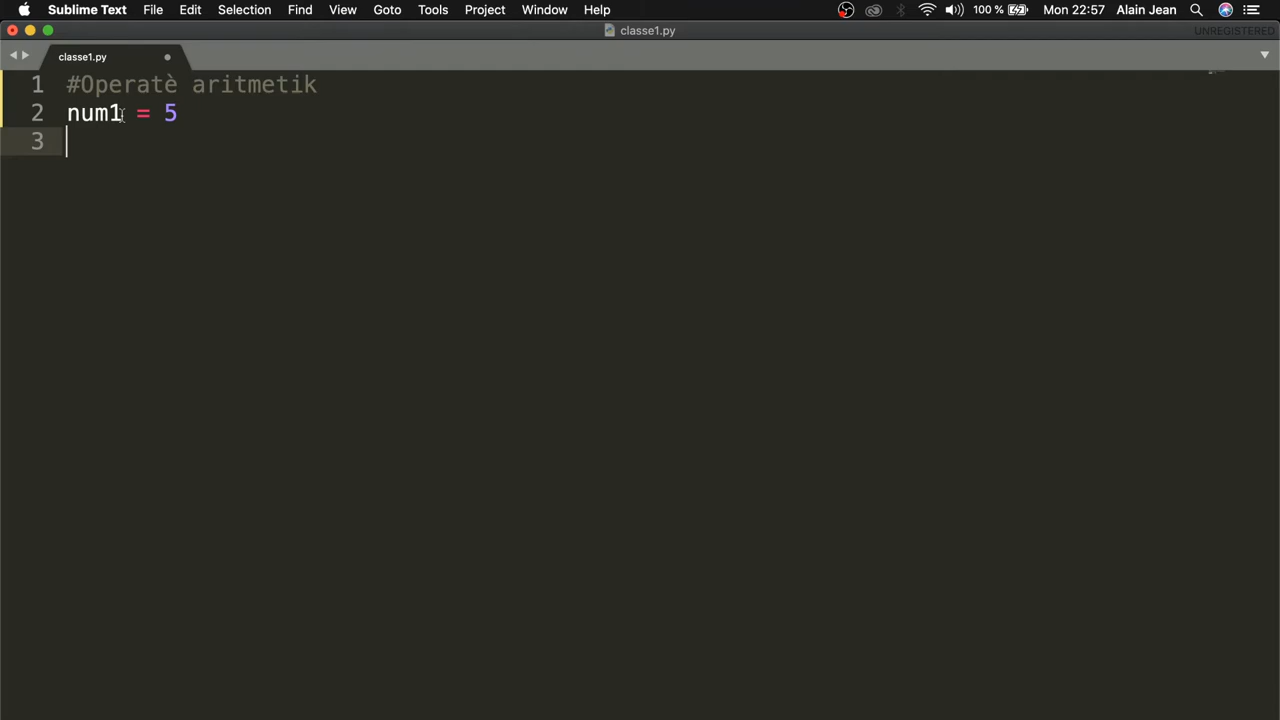 Sublime Text File Edit Selection Find View Goto Tools Project Window Help 100 % Mon 22:57 Alain Jean
classe1.py UNREGISTERED
classe1.py
1 #Operatè aritmetik
2 num1 = 5
3